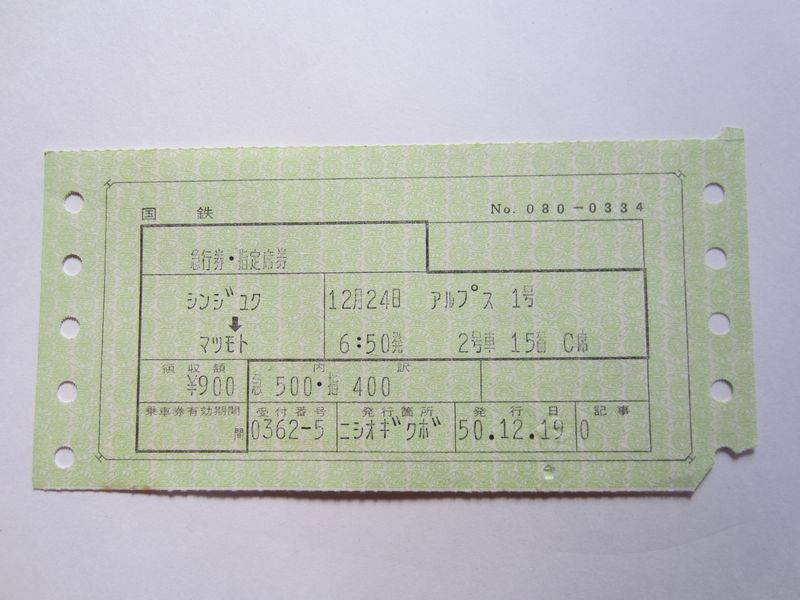 国 鉄 No. 080-0334
急行券・指定席券
シンジュク 12月24日 アルプス 1号
マツモト 6:50発 2号車 15番 C席
領収額 内訳
¥900 急 500・指 400
乗車券有効期間 受付番号 発行箇所 発行日 記事
間 0362-5 ニシオギクボ 50.12.19 0